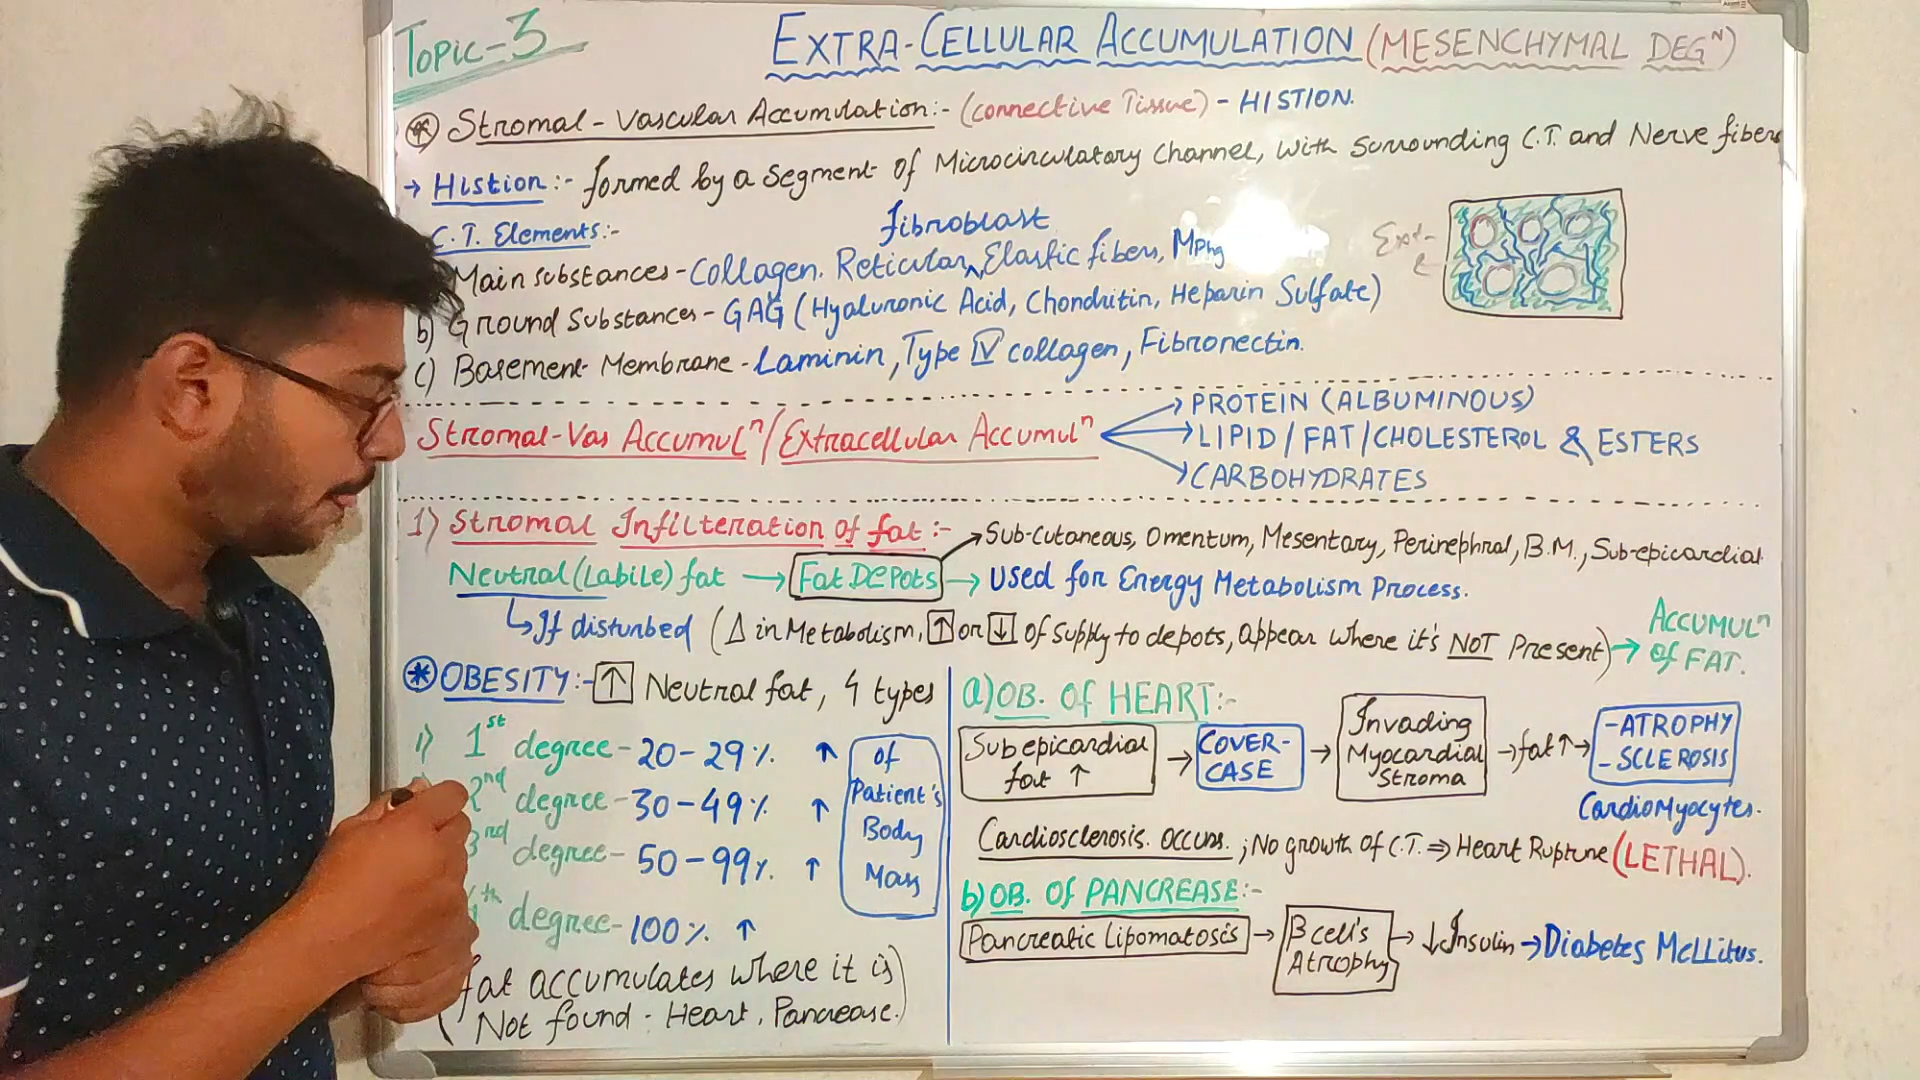 TOPIC-3
EXTRA-CELLULAR ACCUMULATION (MESENCHYMAL DEGᴺ)
* Stromal-Vascular Accumulation:- (connective Tissue) - HISTION.
→ Histion:- formed by a Segment of Microcirculatory Channel, with Surrounding C.T. and Nerve fibers
C.T. Elements:-
fibroblast
Main substances - Collagen. Reticular ^ Elastic fibers, Mphg
b) Ground Substances - GAG (Hyaluronic Acid, Chondritin, Heparin Sulfate)
c) Basement Membrane - Laminin, Type IV collagen, Fibronectin.
Stromal-Vas Accumulⁿ/Extracellular Accumulⁿ
→ PROTEIN (ALBUMINOUS)
→ LIPID/FAT/CHOLESTEROL & ESTERS
→ CARBOHYDRATES
1) Stromal Infilteration of fat:-
→ Sub-cutaneous, Omentum, Mesentary, Perinephral, B.M., Sub-epicardial
Neutral (Labile) fat → Fat DEPOTS → Used for Energy Metabolism Process.
↳ If disturbed (Δ in Metabolism, ↑ or ↓ of supply to depots, appear where it's NOT Present) → ACCUMULⁿ of FAT.
* OBESITY:- ↑ Neutral fat, 4 types
1) 1st degree - 20-29% ↑
2nd degree - 30-49% ↑
3rd degree - 50-99% ↑
th degree - 100% ↑
of
Patient's
Body
Mass
(fat accumulates where it is
Not found - Heart, Pancrease.)
a) OB. OF HEART:-
Subepicardial fat ↑ → COVER-CASE → Invading Myocardial Stroma → fat ↑ → -ATROPHY -SCLEROSIS
CardioMyocytes.
Cardiosclerosis occurs. ; No growth of C.T. ⇒ Heart Rupture (LETHAL).
b) OB. OF PANCREASE:-
Pancreatic Lipomatosis → B cell's Atrophy → ↓ Insulin → Diabetes Mellitus.